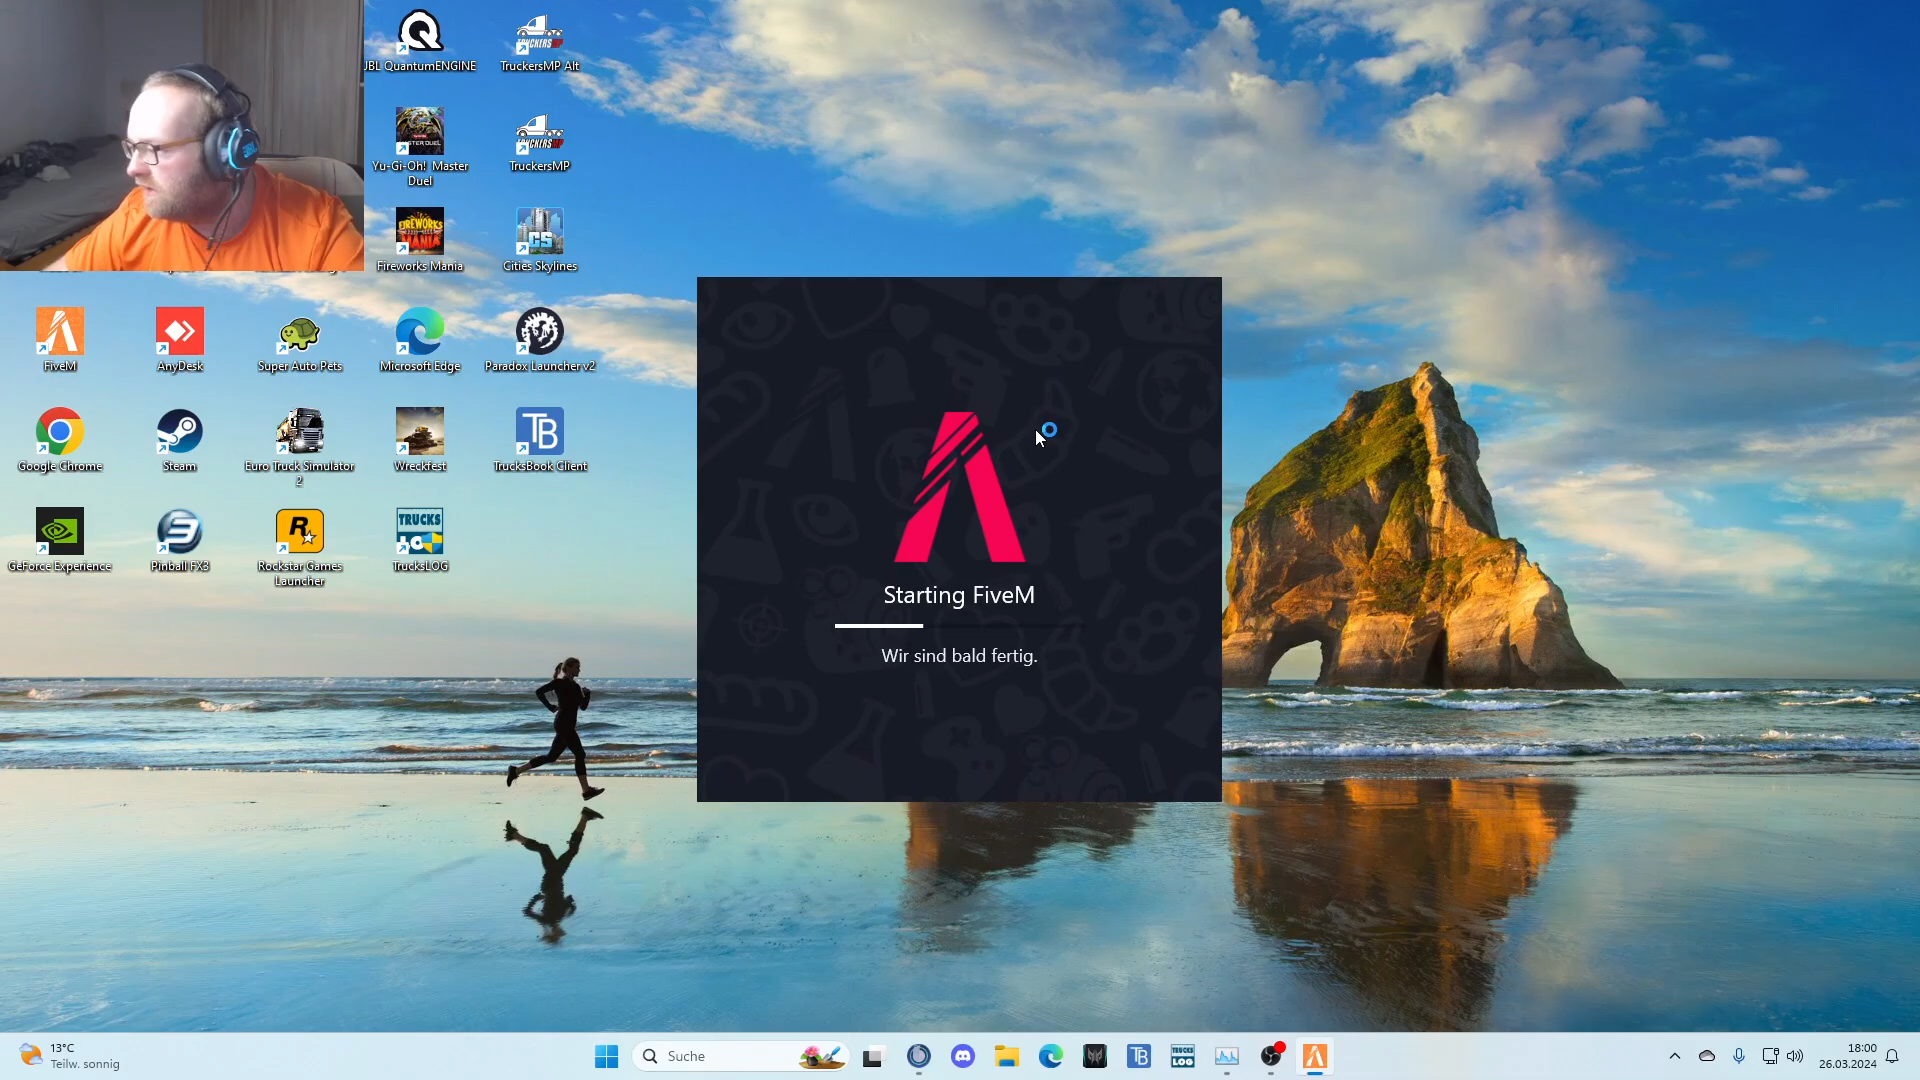 JBL QuantumENGINE
TruckersMP Alt
Yu-Gi-Oh! Master
Duel
TruckersMP
Fireworks Mania
Cities Skylines
FiveM
AnyDesk
Super Auto Pets
Microsoft Edge
Paradox Launcher v2
Google Chrome
Steam
Euro Truck Simulator
2
Wreckfest
TrucksBook Client
GeForce Experience
Pinball FX3
Rockstar Games
Launcher
TrucksLOG
Starting FiveM
Wir sind bald fertig.
13°C
Teilw. sonnig
Suche
18:00
26.03.2024